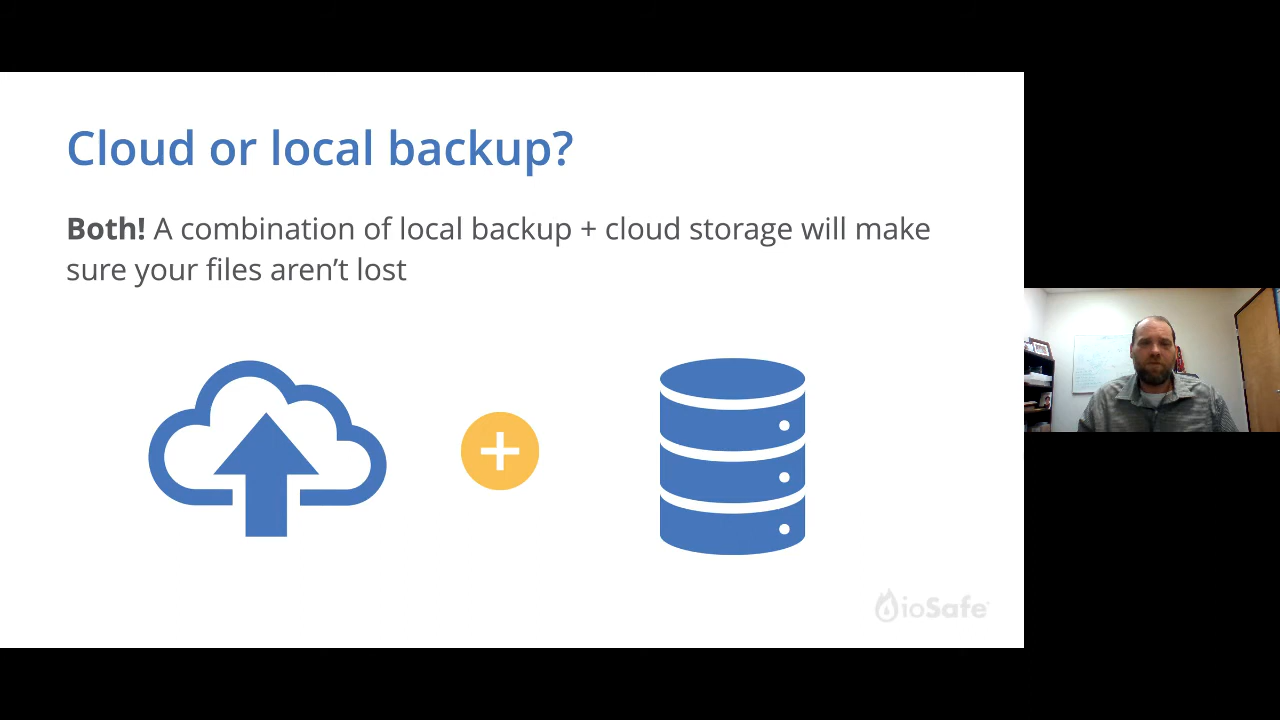 Cloud or local backup?
Both! A combination of local backup + cloud storage will make
sure your files aren’t lost
ioSafe